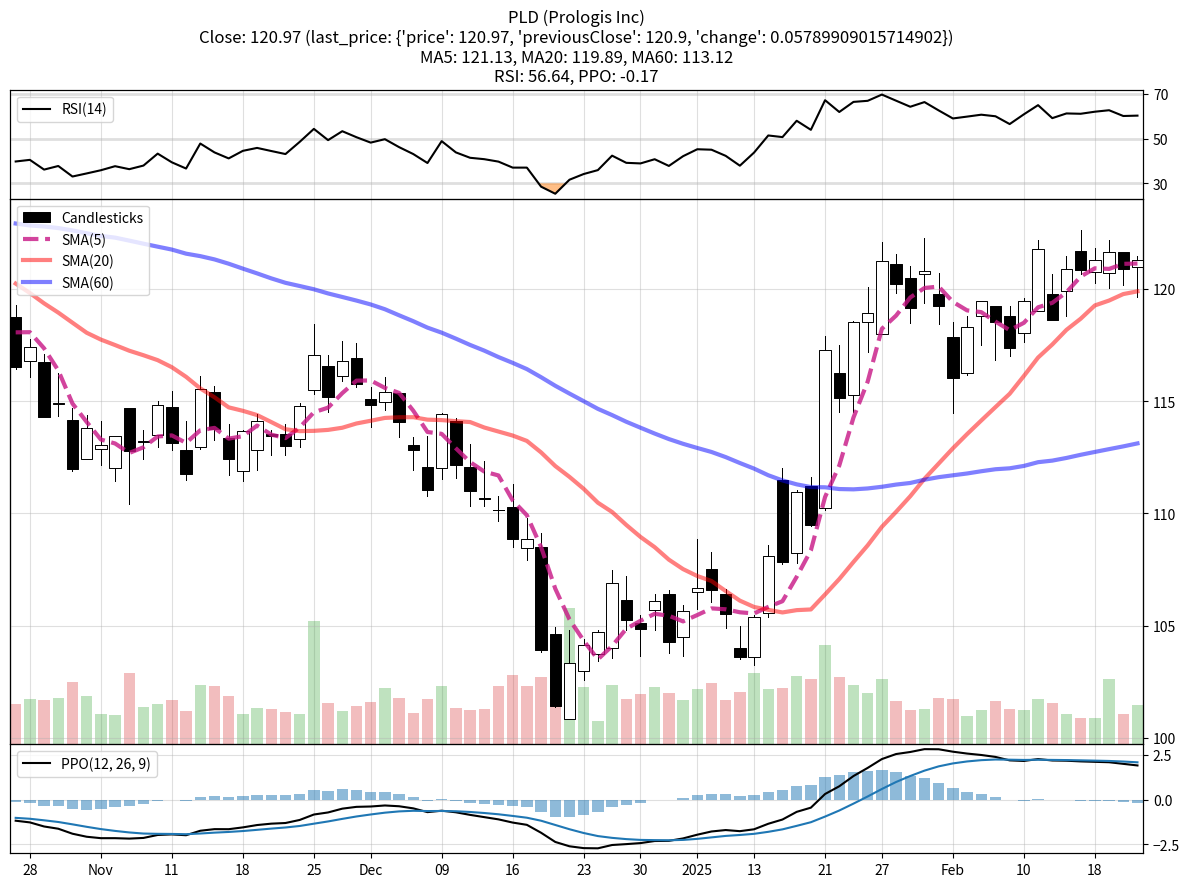 PLD (Prologis Inc)
Close: 120.97 (last_price: {'price': 120.97, 'previousClose': 120.9, 'change': 0.05789909015714902})
MA5: 121.13, MA20: 119.89, MA60: 113.12
RSI: 56.64, PPO: -0.17
RSI(14)
70
50
30
Candlesticks
SMA(5)
SMA(20)
SMA(60)
120
115
110
105
100
PPO(12, 26, 9)
2.5
0.0
−2.5
28 Nov 11 18 25 Dec 09 16 23 30 2025 13 21 27 Feb 10 18